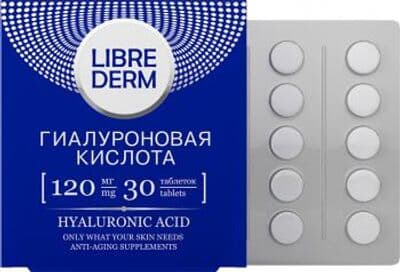 LIBRE
DERM
ГИАЛУРОНОВАЯ
КИСЛОТА
[120 мг mg 30 таблеток tablets]
HYALURONIC ACID
ONLY WHAT YOUR SKIN NEEDS
ANTI-AGING SUPPLEMENTS